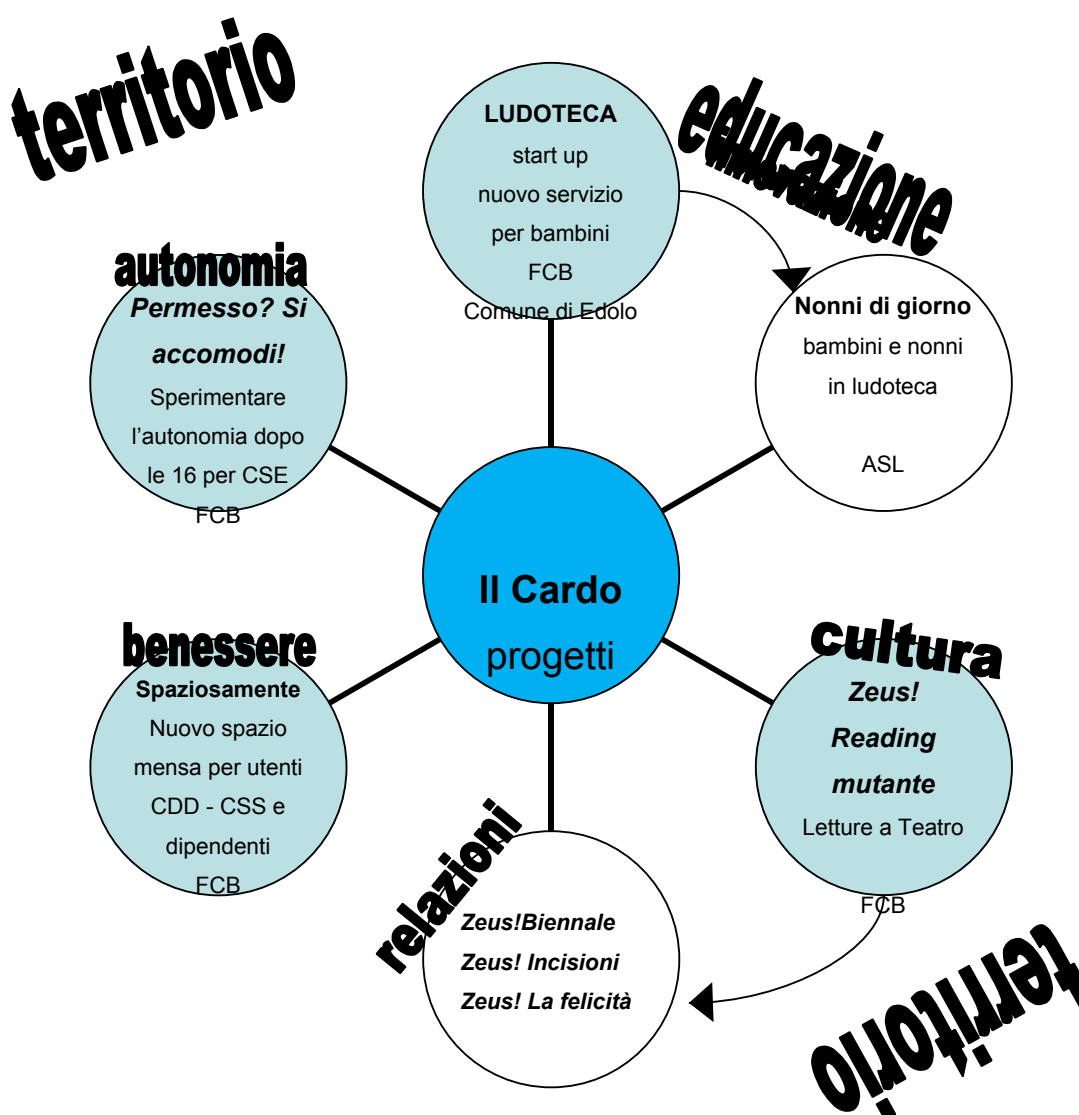 territorio
LUDOTECA
start up
nuovo servizio
per bambini
FCB
Comune di Edolo
educazione
Nonni di giorno
bambini e nonni
in ludoteca
ASL
autonomia
Permesso? Si
accomodi!
Sperimentare
l'autonomia dopo
le 16 per CSE
FCB
Il Cardo
progetti
benessere
Spaziosamente
Nuovo spazio
mensa per utenti
CDD - CSS e
dipendenti
FCB
cultura
Zeus!
Reading
mutante
Letture a Teatro
FCB
relazioni
Zeus!Biennale
Zeus! Incisioni
Zeus! La felicità
territorio